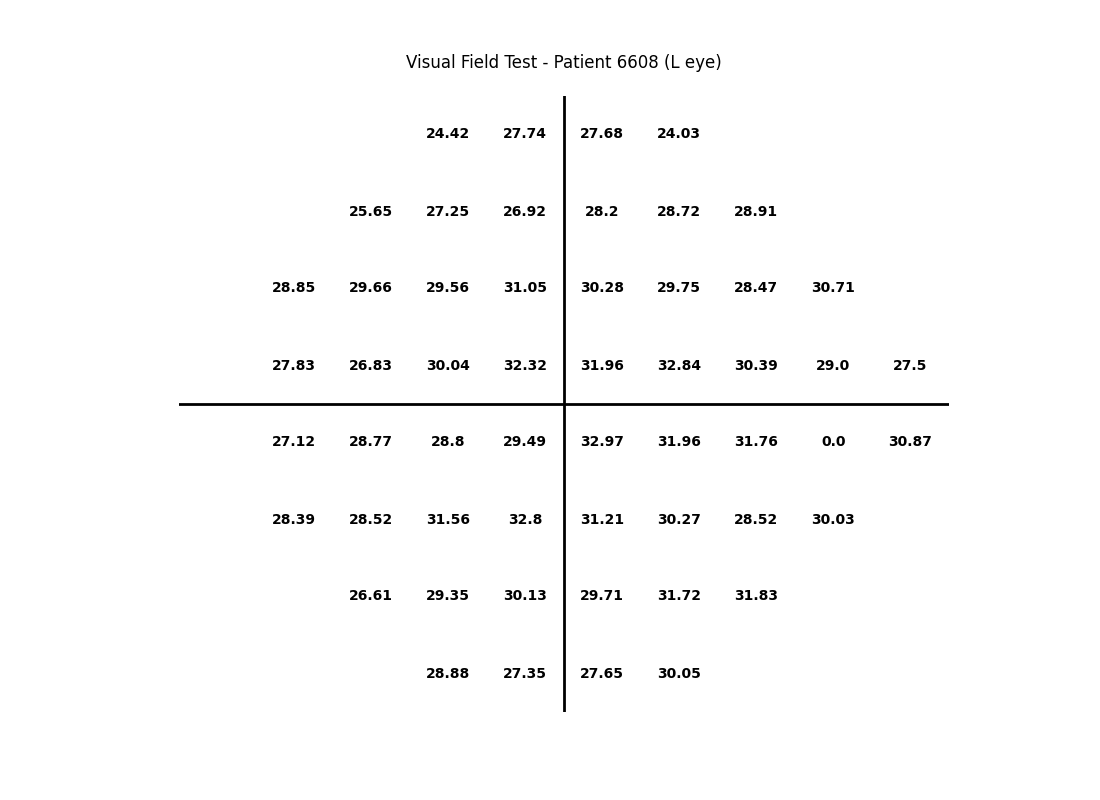 Visual Field Test - Patient 6608 (L eye)
24.42 27.74 27.68 24.03
25.65 27.25 26.92 28.2 28.72 28.91
28.85 29.66 29.56 31.05 30.28 29.75 28.47 30.71
27.83 26.83 30.04 32.32 31.96 32.84 30.39 29.0 27.5
27.12 28.77 28.8 29.49 32.97 31.96 31.76 0.0 30.87
28.39 28.52 31.56 32.8 31.21 30.27 28.52 30.03
26.61 29.35 30.13 29.71 31.72 31.83
28.88 27.35 27.65 30.05